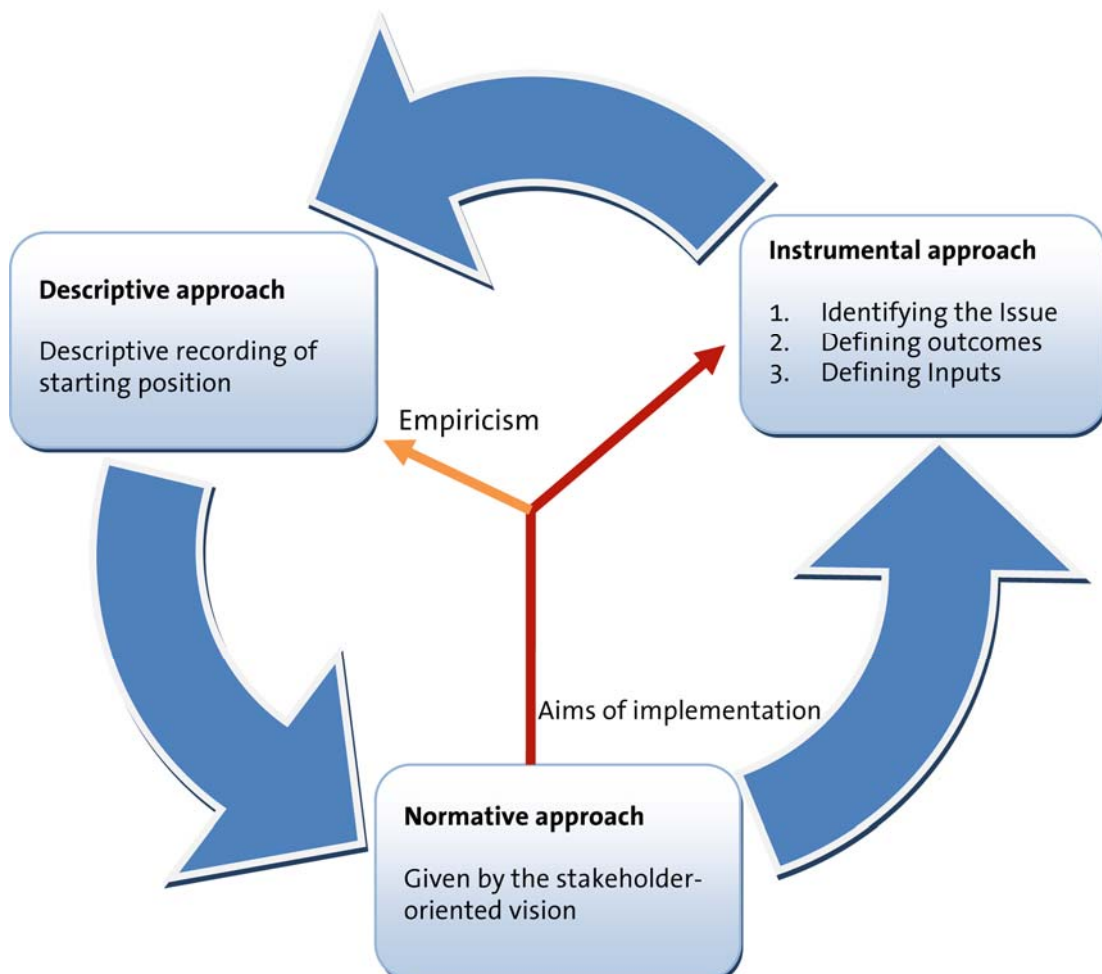 Descriptive approach
Descriptive recording of
starting position
Instrumental approach
1. Identifying the Issue
2. Defining outcomes
3. Defining Inputs
Empiricism
Aims of implementation
Normative approach
Given by the stakeholder-
oriented vision